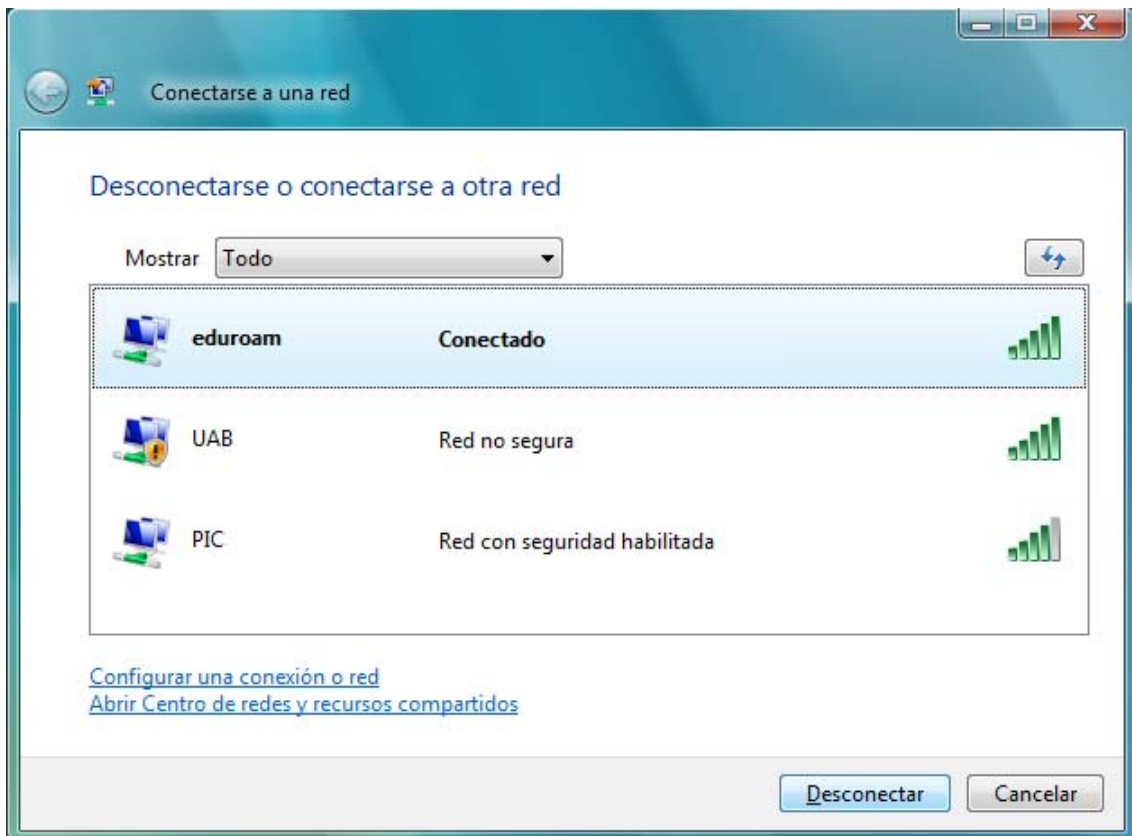 Conectarse a una red
Desconectarse o conectarse a otra red
Mostrar Todo
eduroam Conectado
UAB Red no segura
PIC Red con seguridad habilitada
Configurar una conexión o red
Abrir Centro de redes y recursos compartidos
Desconectar Cancelar